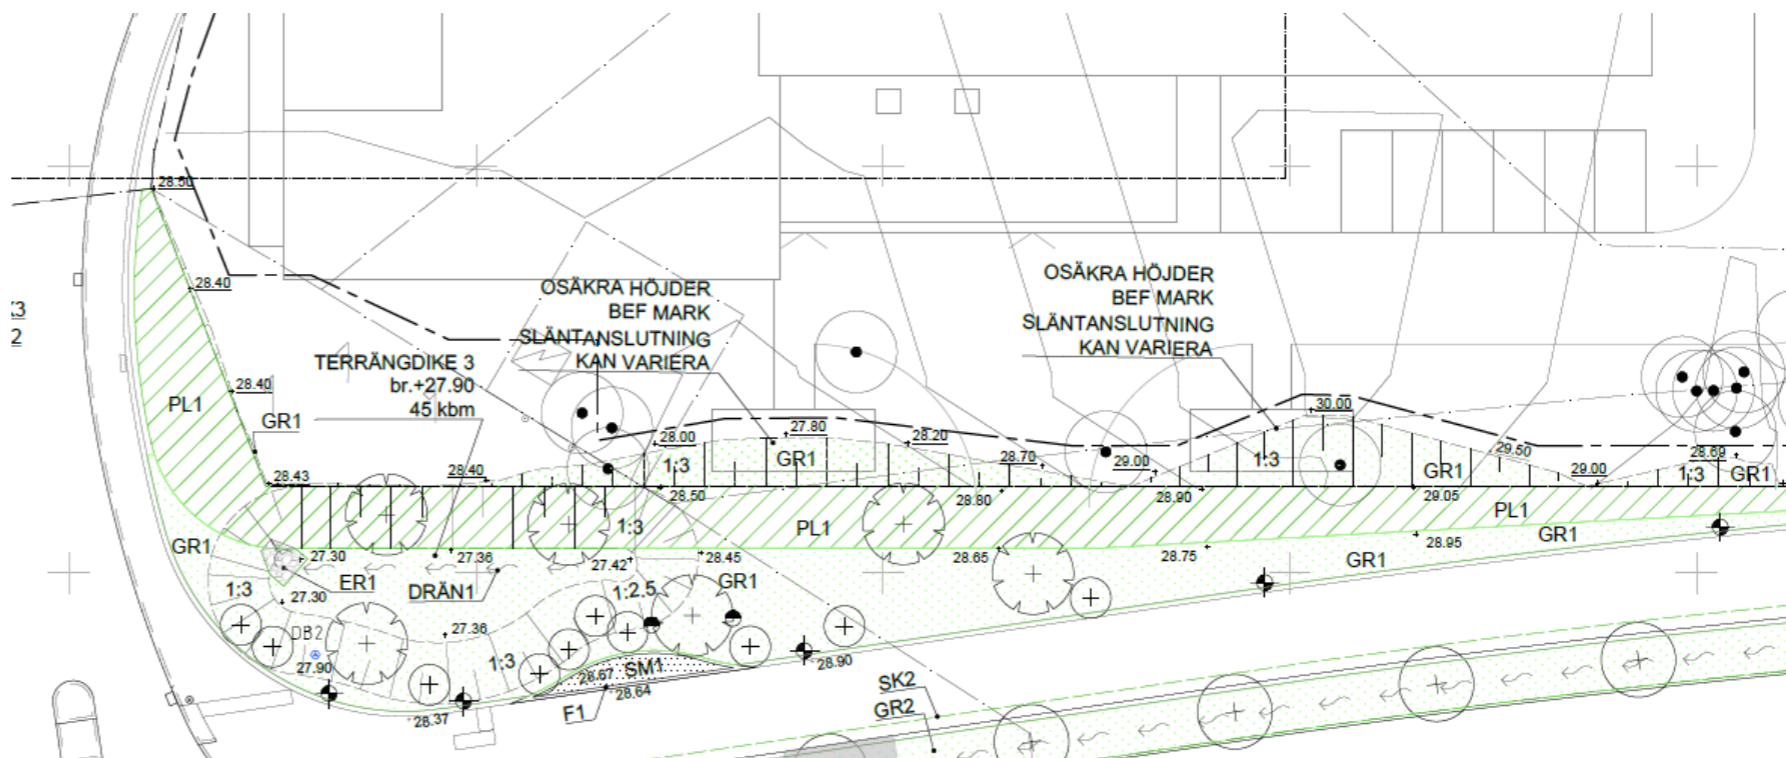 28.50
28.40
OSÄKRA HÖJDER
BEF MARK
SLÄNTANSLUTNING
KAN VARIERA
OSÄKRA HÖJDER
BEF MARK
SLÄNTANSLUTNING
KAN VARIERA
2
TERRÄNGDIKE 3
br.+27.90
45 kbm
28.40
PL1
GR1
30.00
27.80
28.00
28.20
29.50
28.69
1:3
GR1
28.70
29.00
1:3
GR1
29.00
1:3
GR1
28.43
28.40
28.50
28.80
28.90
29.05
1:3
PL1
PL1
GR1
GR1
27.30
27.36
27.42
28.45
28.65
28.75
28.95
GR1
1:3
ER1
DRÄN1
1:2.5
GR1
27.30
27.36
DB2
27.90
1:3
28.67
SM1
28.64
28.90
F1
28.37
SK2
GR2